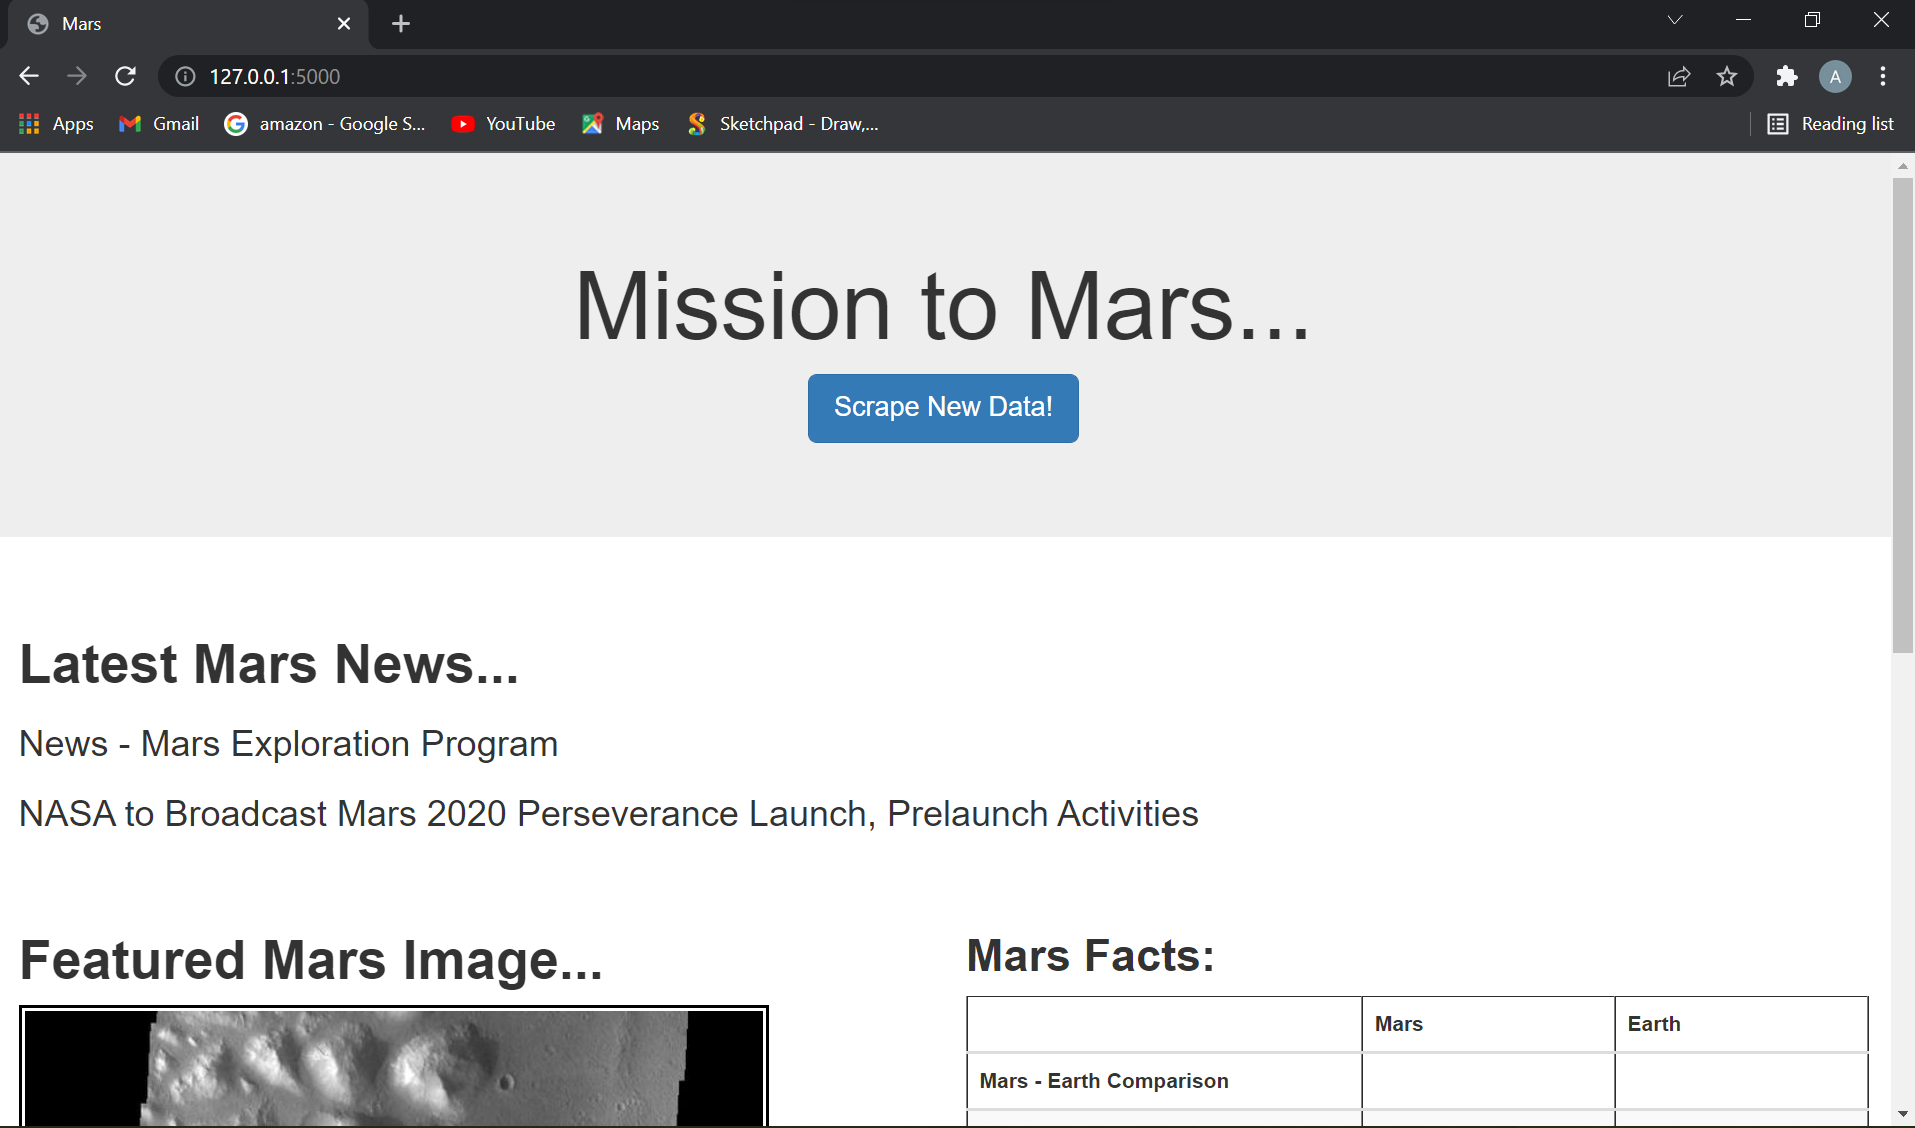 Mars
127.0.0.1:5000
A
Apps Gmail amazon - Google S... YouTube Maps Sketchpad - Draw,... Reading list
Mission to Mars...
Scrape New Data!
Latest Mars News...
News - Mars Exploration Program
NASA to Broadcast Mars 2020 Perseverance Launch, Prelaunch Activities
Featured Mars Image...
Mars Facts:
Mars Earth
Mars - Earth Comparison